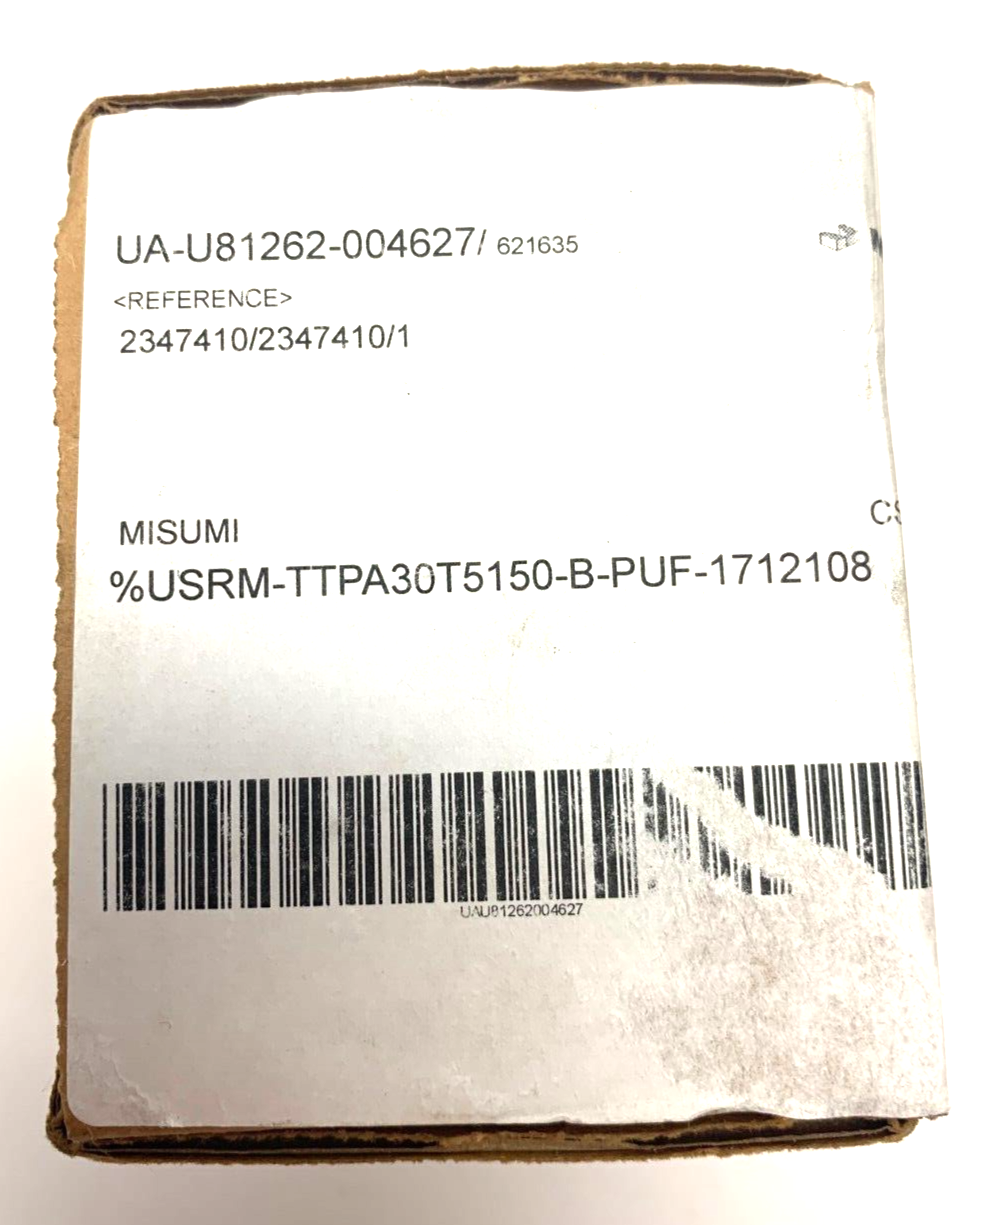 UA-U81262-004627/ 621635
<REFERENCE>
2347410/2347410/1
MISUMI
%USRM-TTPA30T5150-B-PUF-1712108
UAU81262004627